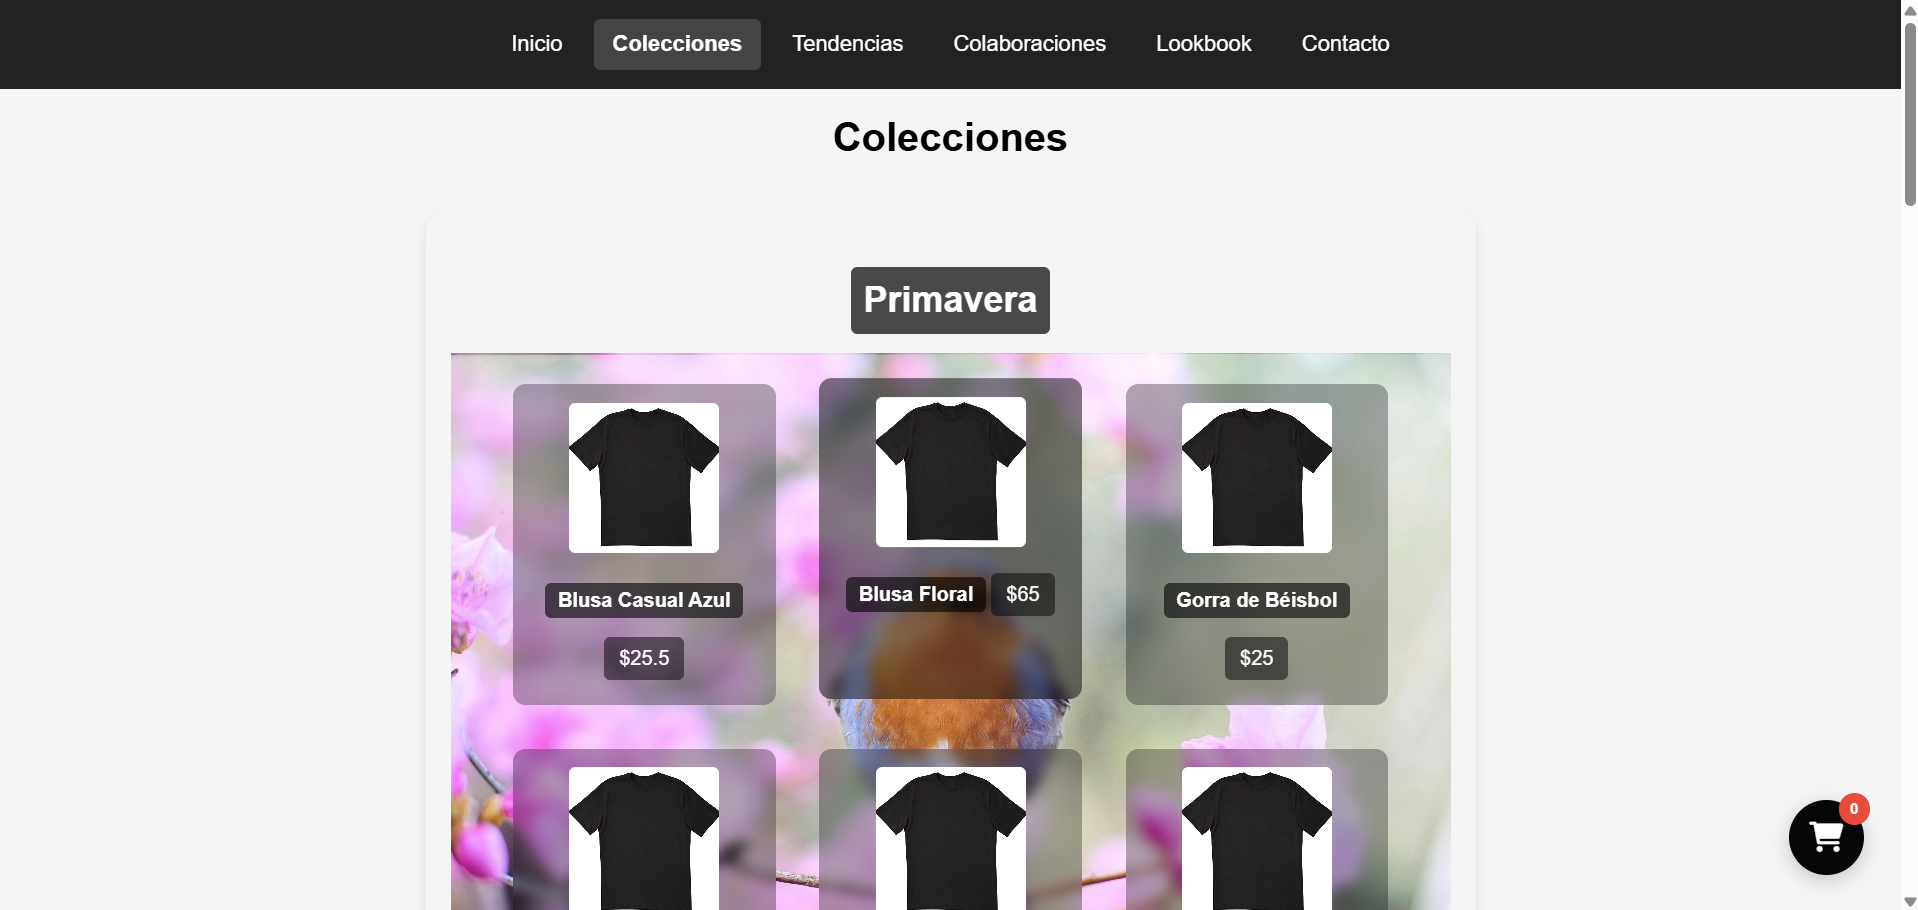 Inicio Colecciones Tendencias Colaboraciones Lookbook Contacto
Colecciones
Primavera
Blusa Casual Azul
$25.5
Blusa Floral $65
Gorra de Béisbol
$25
0